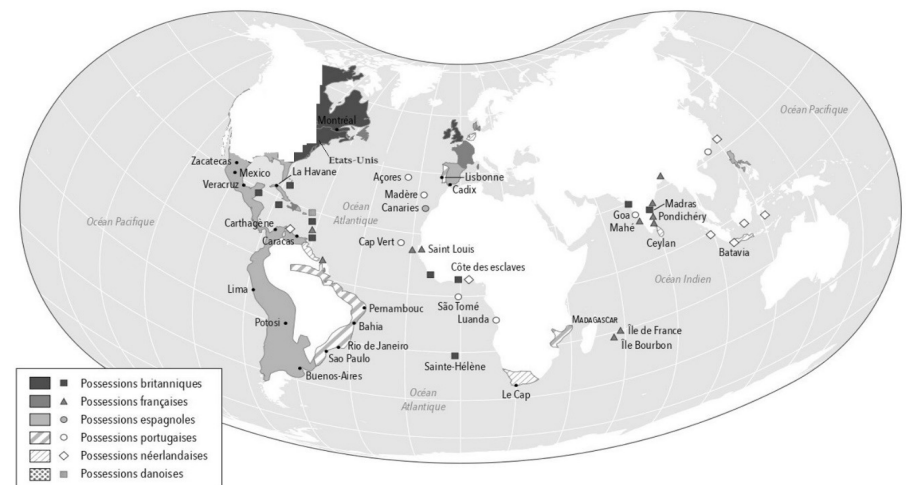 Océan Pacifique
Montréal
Etats-Unis
Zacatecas
Mexico
La Havane
Veracruz
Açores
Lisbonne
Madère
Cadix
Canaries
Océan
Atlantique
Océan Pacifique
Goa
Madras
Mahé
Pondichéry
Ceylan
Batavia
Carthagène
Caracas
Cap Vert
Saint Louis
Côte des esclaves
Océan Indien
Lima
Pernambouc
São Tomé
Luanda
MADAGASCAR
Île de France
Île Bourbon
Potosi
Bahia
Rio de Janeiro
Sao Paulo
Sainte-Hélène
Buenos-Aires
Le Cap
Océan
Atlantique
Possessions britanniques
Possessions françaises
Possessions espagnoles
Possessions portugaises
Possessions néerlandaises
Possessions danoises